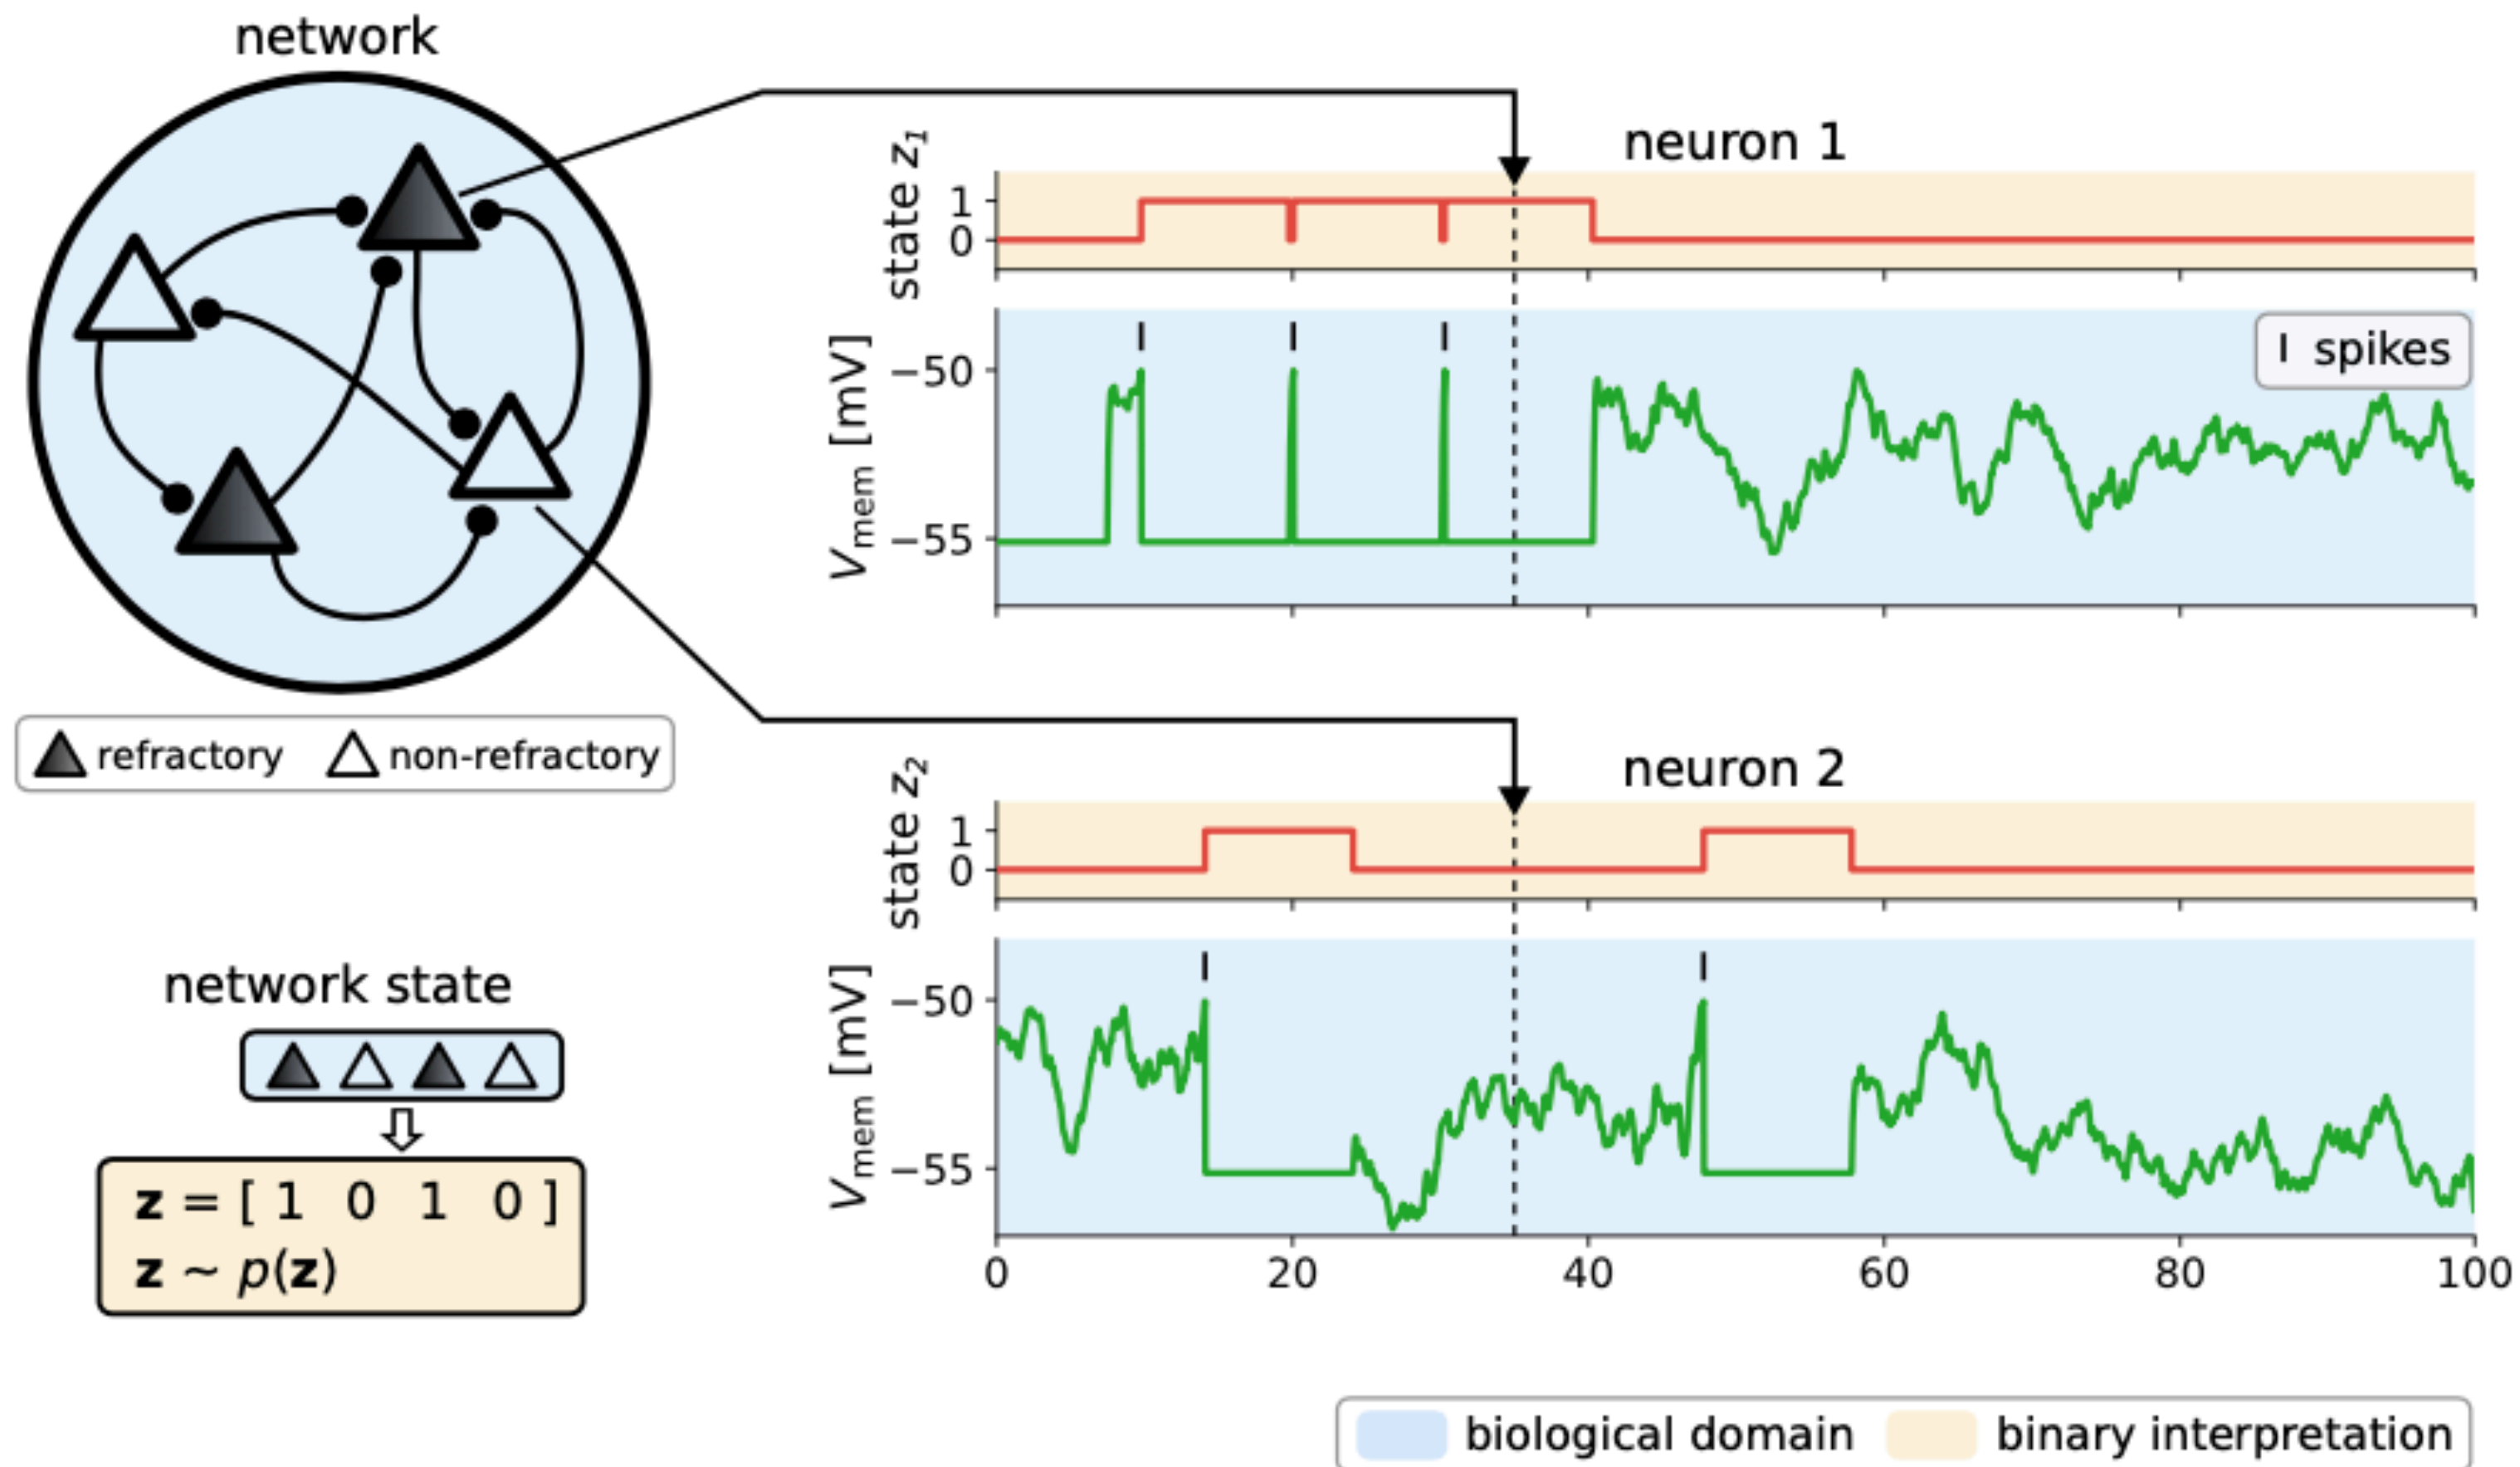 network
refractory
non-refractory
network state
z = [ 1 0 1 0 ]
z ~ p(z)
neuron 1
state z₁
1
0
Vmem [mV]
−50
−55
spikes
neuron 2
state z₂
1
0
Vmem [mV]
−50
−55
0 20 40 60 80 100
biological domain
binary interpretation